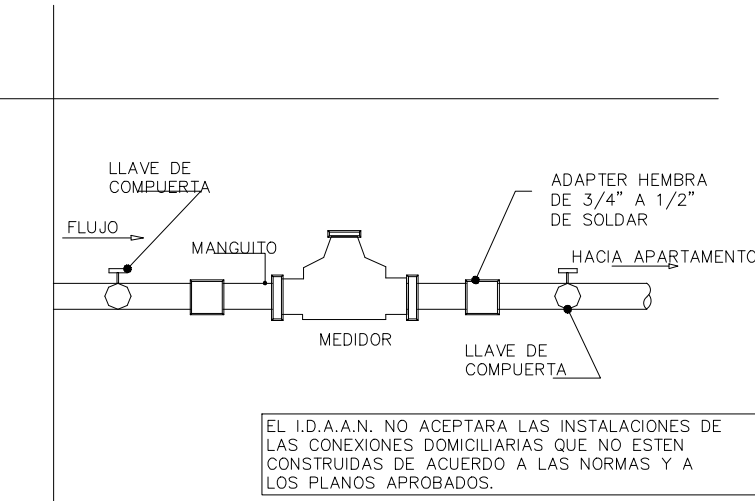 LLAVE DE
COMPUERTA
FLUJO
MANGUITO
MEDIDOR
ADAPTER HEMBRA
DE 3/4" A 1/2"
DE SOLDAR
HACIA APARTAMENTO
LLAVE DE
COMPUERTA
EL I.D.A.A.N. NO ACEPTARA LAS INSTALACIONES DE
LAS CONEXIONES DOMICILIARIAS QUE NO ESTEN
CONSTRUIDAS DE ACUERDO A LAS NORMAS Y A
LOS PLANOS APROBADOS.